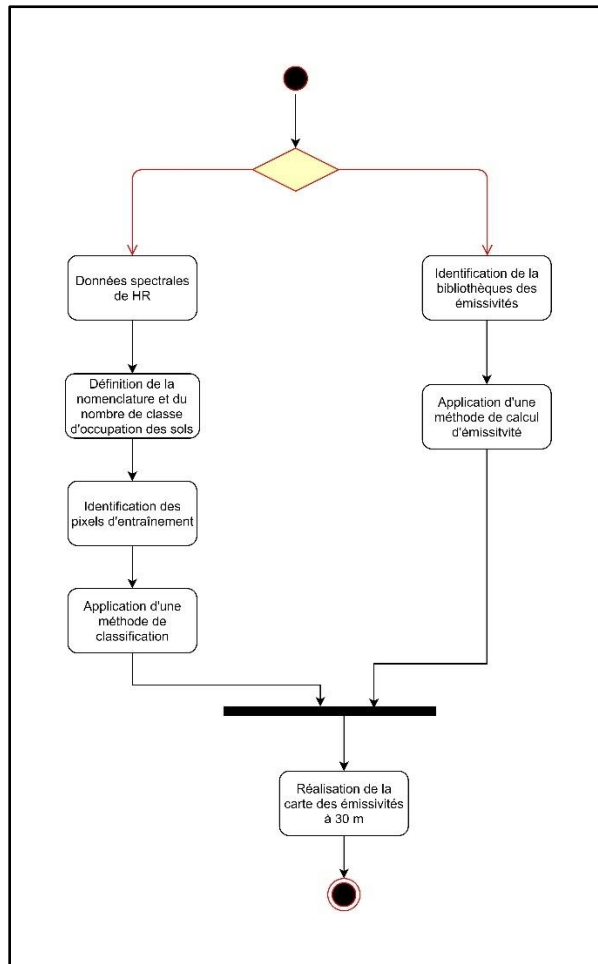 Données spectrales
de HR
Définition de la
nomenclature et du
nombre de classe
d'occupation des sols
Identification des
pixels d'entraînement
Application d'une
méthode de
classification
Identification de la
bibliothèques des
émissivités
Application d'une
méthode de calcul
d'émissitvité
Réalisation de la
carte des émissivités
à 30 m